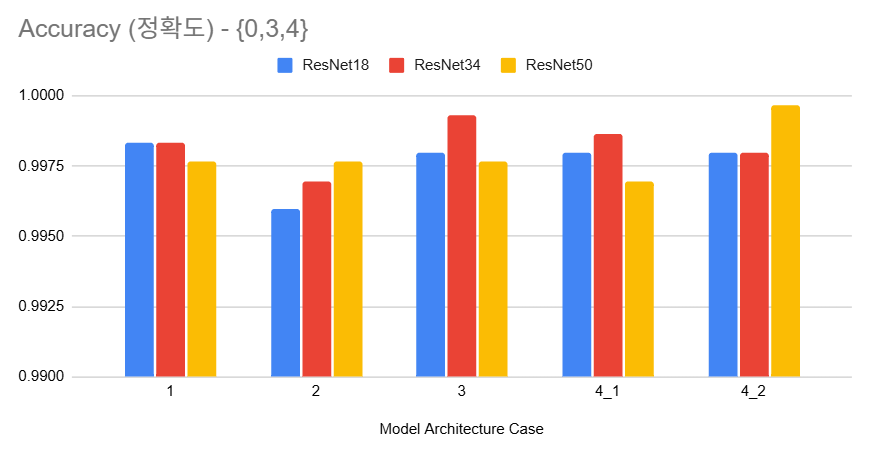 Accuracy (정확도) - {0,3,4}
ResNet18 ResNet34 ResNet50
1.0000
0.9975
0.9950
0.9925
0.9900
1 2 3 4_1 4_2
Model Architecture Case